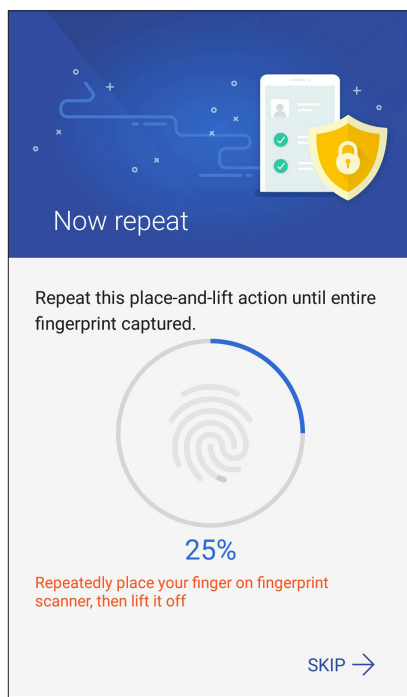 Now repeat
Repeat this place-and-lift action until entire
fingerprint captured.
25%
Repeatedly place your finger on fingerprint
scanner, then lift it off
SKIP